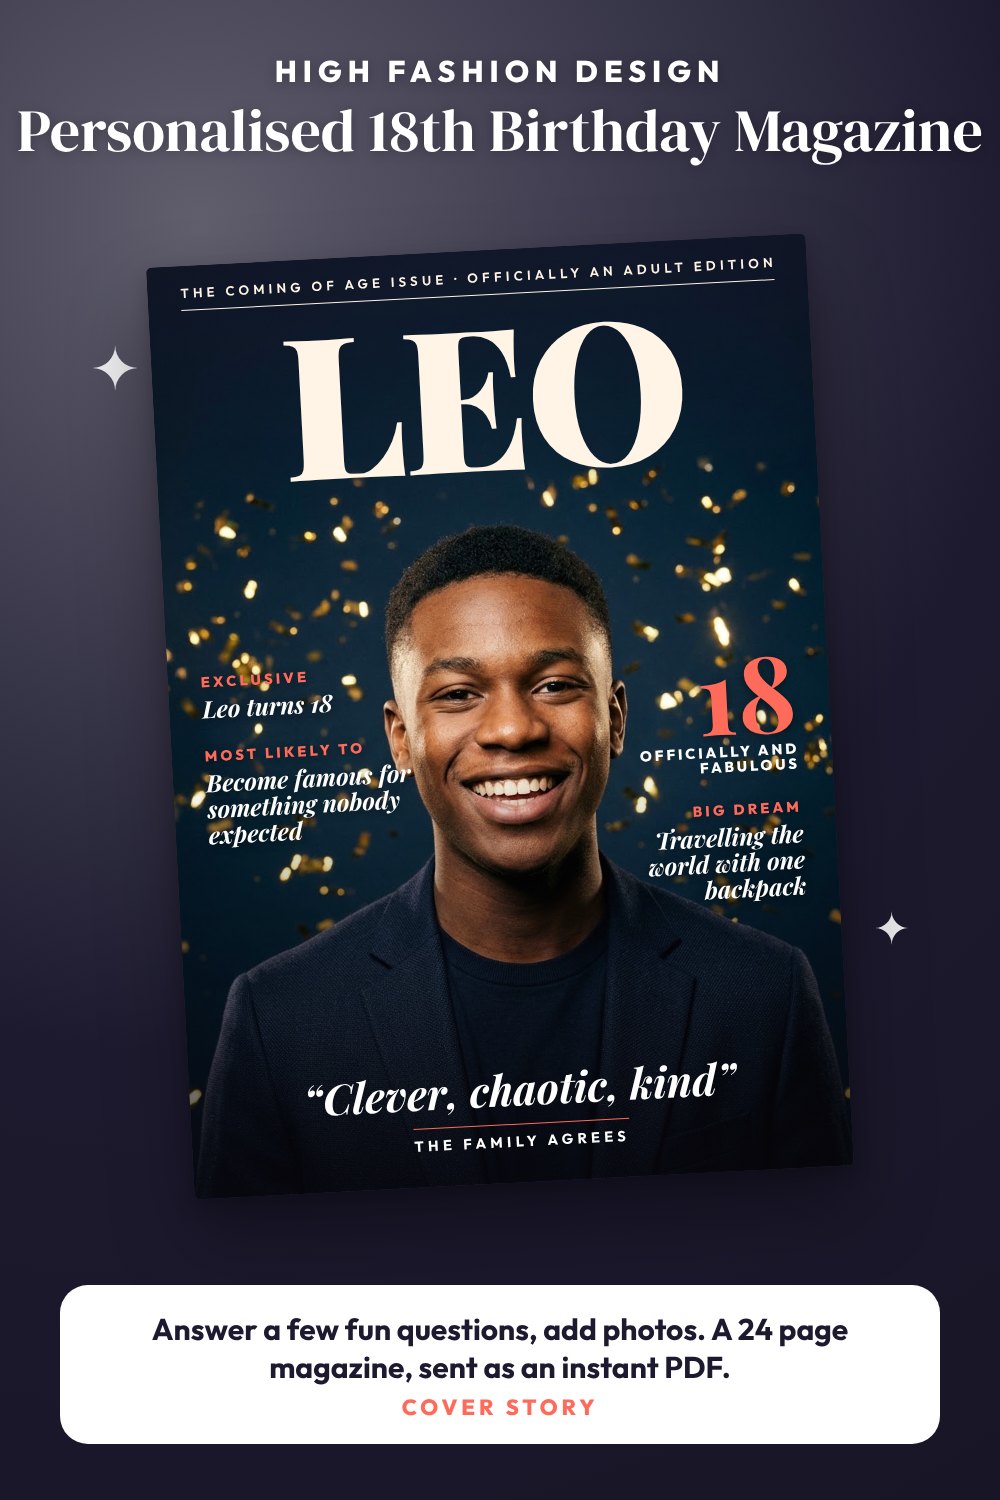 HIGH FASHION DESIGN
Personalised 18th Birthday Magazine
THE COMING OF AGE ISSUE · OFFICIALLY AN ADULT EDITION
LEO
EXCLUSIVE
Leo turns 18
MOST LIKELY TO
Become famous for
something nobody
expected
18
OFFICIALLY AND
FABULOUS
BIG DREAM
Travelling the
world with one
backpack
“Clever, chaotic, kind”
THE FAMILY AGREES
Answer a few fun questions, add photos. A 24 page
magazine, sent as an instant PDF.
COVER STORY